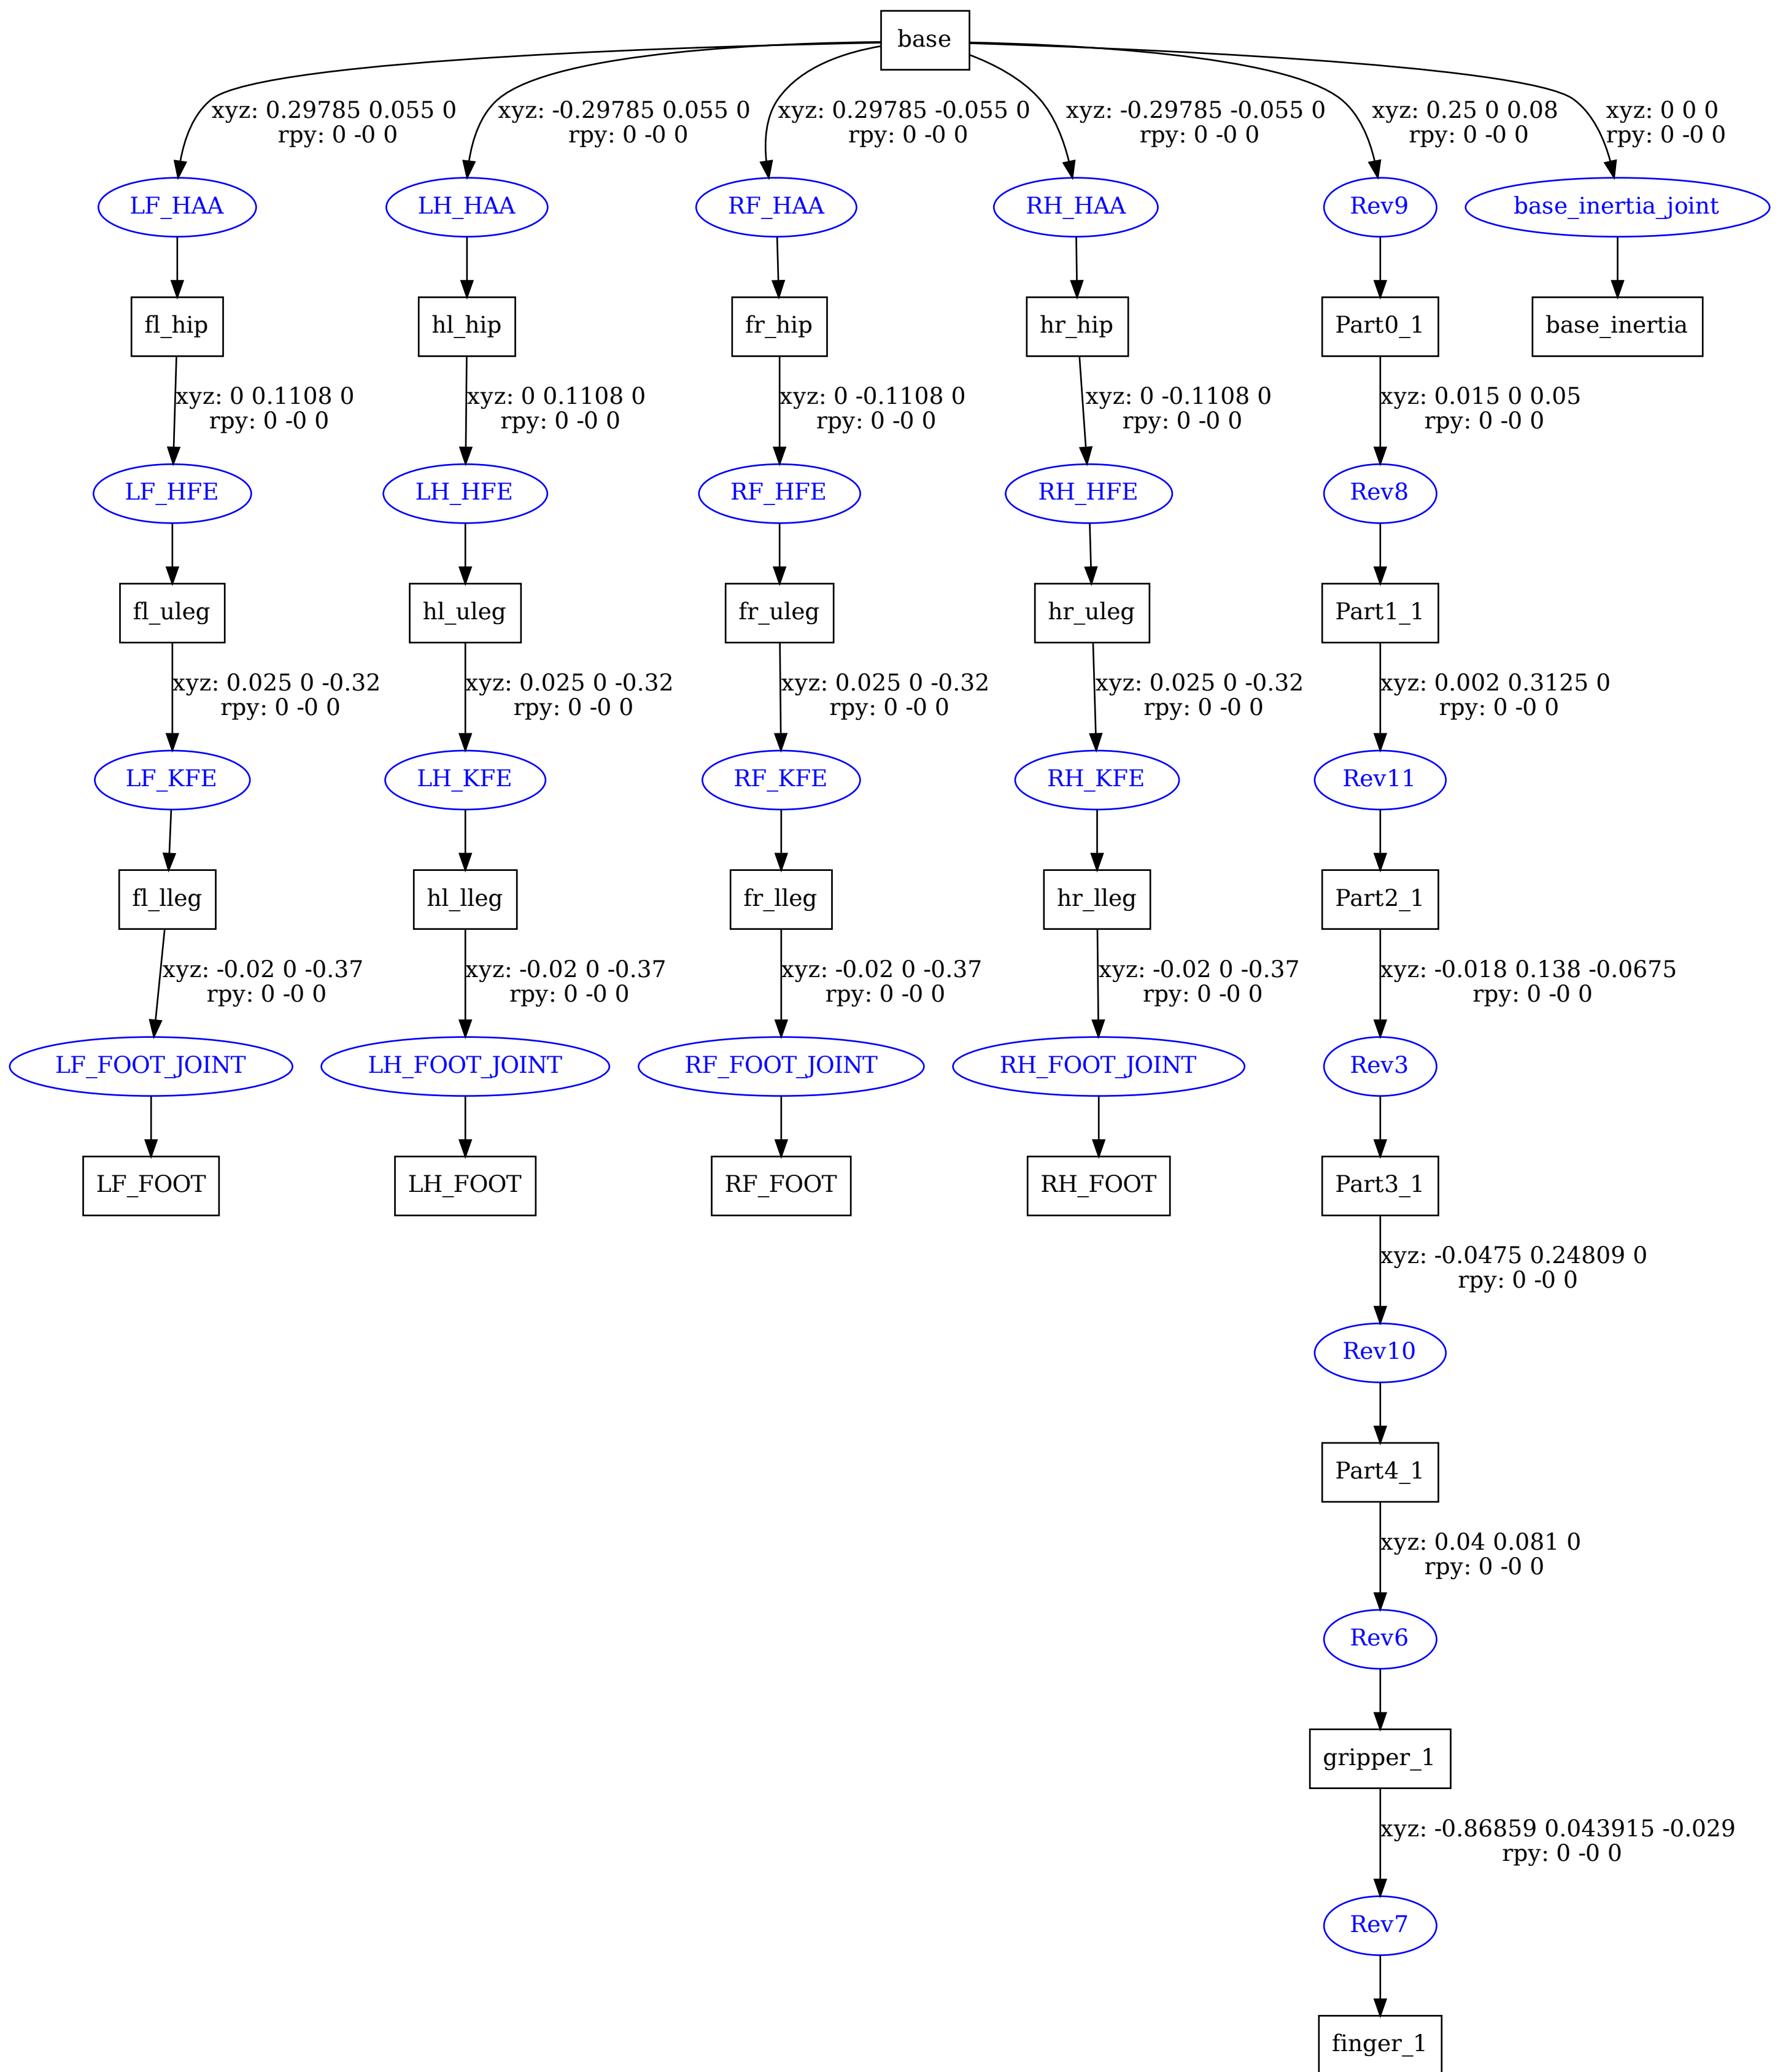 base
xyz: 0.29785 0.055 0
rpy: 0 -0 0
xyz: -0.29785 0.055 0
rpy: 0 -0 0
xyz: 0.29785 -0.055 0
rpy: 0 -0 0
xyz: -0.29785 -0.055 0
rpy: 0 -0 0
xyz: 0.25 0 0.08
rpy: 0 -0 0
xyz: 0 0 0
rpy: 0 -0 0
LF_HAA
LH_HAA
RF_HAA
RH_HAA
Rev9
base_inertia_joint
fl_hip
hl_hip
fr_hip
hr_hip
Part0_1
base_inertia
xyz: 0 0.1108 0
rpy: 0 -0 0
xyz: 0 0.1108 0
rpy: 0 -0 0
xyz: 0 -0.1108 0
rpy: 0 -0 0
xyz: 0 -0.1108 0
rpy: 0 -0 0
xyz: 0.015 0 0.05
rpy: 0 -0 0
LF_HFE
LH_HFE
RF_HFE
RH_HFE
Rev8
fl_uleg
hl_uleg
fr_uleg
hr_uleg
Part1_1
xyz: 0.025 0 -0.32
rpy: 0 -0 0
xyz: 0.025 0 -0.32
rpy: 0 -0 0
xyz: 0.025 0 -0.32
rpy: 0 -0 0
xyz: 0.025 0 -0.32
rpy: 0 -0 0
xyz: 0.002 0.3125 0
rpy: 0 -0 0
LF_KFE
LH_KFE
RF_KFE
RH_KFE
Rev11
fl_lleg
hl_lleg
fr_lleg
hr_lleg
Part2_1
xyz: -0.02 0 -0.37
rpy: 0 -0 0
xyz: -0.02 0 -0.37
rpy: 0 -0 0
xyz: -0.02 0 -0.37
rpy: 0 -0 0
xyz: -0.02 0 -0.37
rpy: 0 -0 0
xyz: -0.018 0.138 -0.0675
rpy: 0 -0 0
LF_FOOT_JOINT
LH_FOOT_JOINT
RF_FOOT_JOINT
RH_FOOT_JOINT
Rev3
LF_FOOT
LH_FOOT
RF_FOOT
RH_FOOT
Part3_1
xyz: -0.0475 0.24809 0
rpy: 0 -0 0
Rev10
Part4_1
xyz: 0.04 0.081 0
rpy: 0 -0 0
Rev6
gripper_1
xyz: -0.86859 0.043915 -0.029
rpy: 0 -0 0
Rev7
finger_1